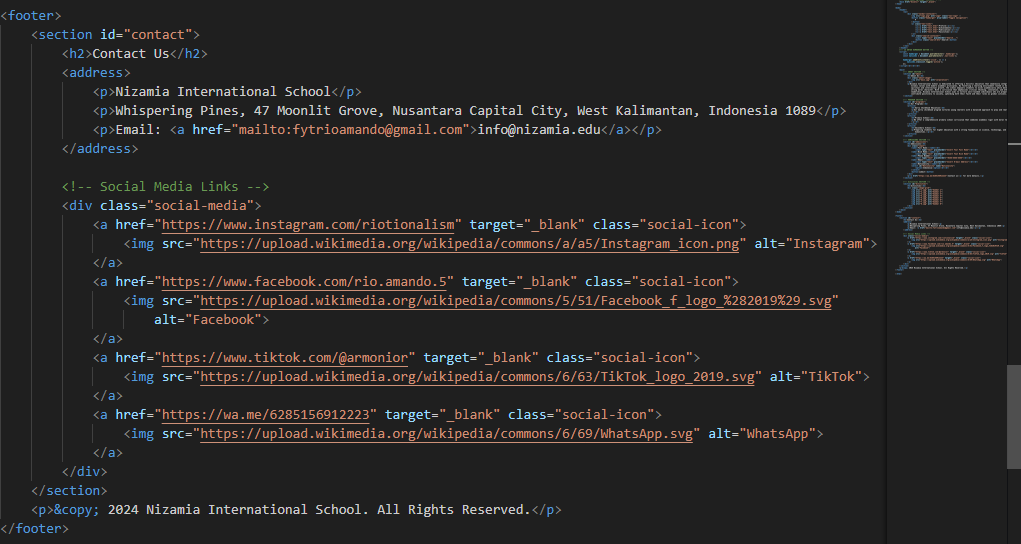 <footer>
<section id="contact">
<h2>Contact Us</h2>
<address>
<p>Nizamia International School</p>
<p>Whispering Pines, 47 Moonlit Grove, Nusantara Capital City, West Kalimantan, Indonesia 1089</p>
<p>Email: <a href="mailto:fytrioamando@gmail.com">info@nizamia.edu</a></p>
</address>
<!-- Social Media Links -->
<div class="social-media">
<a href="https://www.instagram.com/riotionalism" target="_blank" class="social-icon">
<img src="https://upload.wikimedia.org/wikipedia/commons/a/a5/Instagram_icon.png" alt="Instagram">
</a>
<a href="https://www.facebook.com/rio.amando.5" target="_blank" class="social-icon">
<img src="https://upload.wikimedia.org/wikipedia/commons/5/51/Facebook_f_logo_%282019%29.svg"
alt="Facebook">
</a>
<a href="https://www.tiktok.com/@armonior" target="_blank" class="social-icon">
<img src="https://upload.wikimedia.org/wikipedia/commons/6/63/TikTok_logo_2019.svg" alt="TikTok">
</a>
<a href="https://wa.me/6285156912223" target="_blank" class="social-icon">
<img src="https://upload.wikimedia.org/wikipedia/commons/6/69/WhatsApp.svg" alt="WhatsApp">
</a>
</div>
</section>
<p>&copy; 2024 Nizamia International School. All Rights Reserved.</p>
</footer>